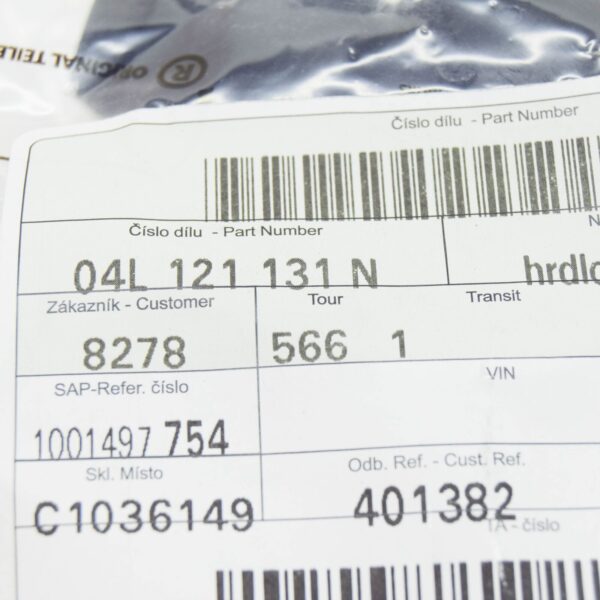 ORIGINAL TEILE ®
Číslo dílu - Part Number
Číslo dílu - Part Number
04L 121 131 N
Zákazník - Customer
Tour
Transit
8278
566 1
SAP-Refer. číslo
VIN
1001497 754
Skl. Místo
Odb. Ref. - Cust. Ref.
C1036149
401382
TA - číslo